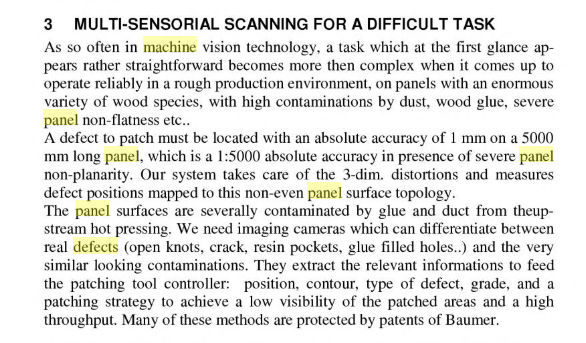 3 MULTI-SENSORIAL SCANNING FOR A DIFFICULT TASK
As so often in machine vision technology, a task which at the first glance ap-
pears rather straightforward becomes more then complex when it comes up to
operate reliably in a rough production environment, on panels with an enormous
variety of wood species, with high contaminations by dust, wood glue, severe
panel non-flatness etc..
A defect to patch must be located with an absolute accuracy of 1 mm on a 5000
mm long panel, which is a 1:5000 absolute accuracy in presence of severe panel
non-planarity. Our system takes care of the 3-dim. distortions and measures
defect positions mapped to this non-even panel surface topology.
The panel surfaces are severally contaminated by glue and duct from theup-
stream hot pressing. We need imaging cameras which can differentiate between
real defects (open knots, crack, resin pockets, glue filled holes..) and the very
similar looking contaminations. They extract the relevant informations to feed
the patching tool controller: position, contour, type of defect, grade, and a
patching strategy to achieve a low visibility of the patched areas and a high
throughput. Many of these methods are protected by patents of Baumer.